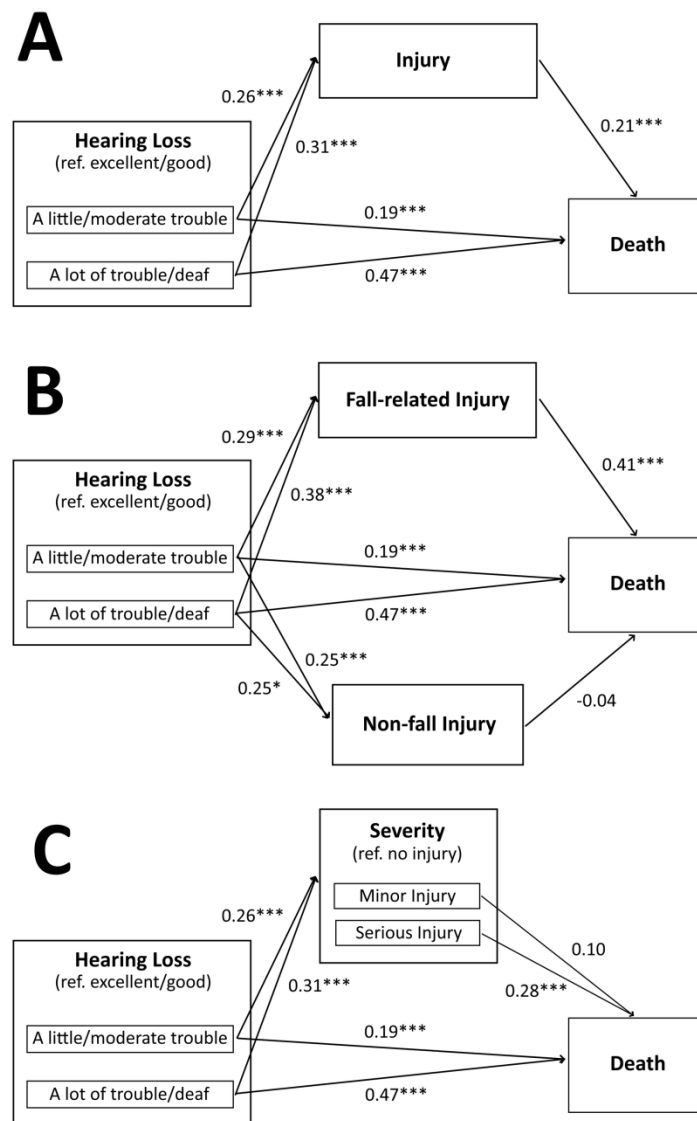 A
Injury
0.26***
Hearing Loss
(ref. excellent/good)
0.31***
0.21***
A little/moderate trouble
0.19***
Death
A lot of trouble/deaf
0.47***
B
Fall-related Injury
0.29***
Hearing Loss
(ref. excellent/good)
0.38***
0.41***
A little/moderate trouble
0.19***
Death
A lot of trouble/deaf
0.47***
0.25***
0.25*
-0.04
Non-fall Injury
C
Severity
(ref. no injury)
Minor Injury
0.26***
Serious Injury
0.10
Hearing Loss
(ref. excellent/good)
0.31***
0.28***
A little/moderate trouble
0.19***
Death
A lot of trouble/deaf
0.47***